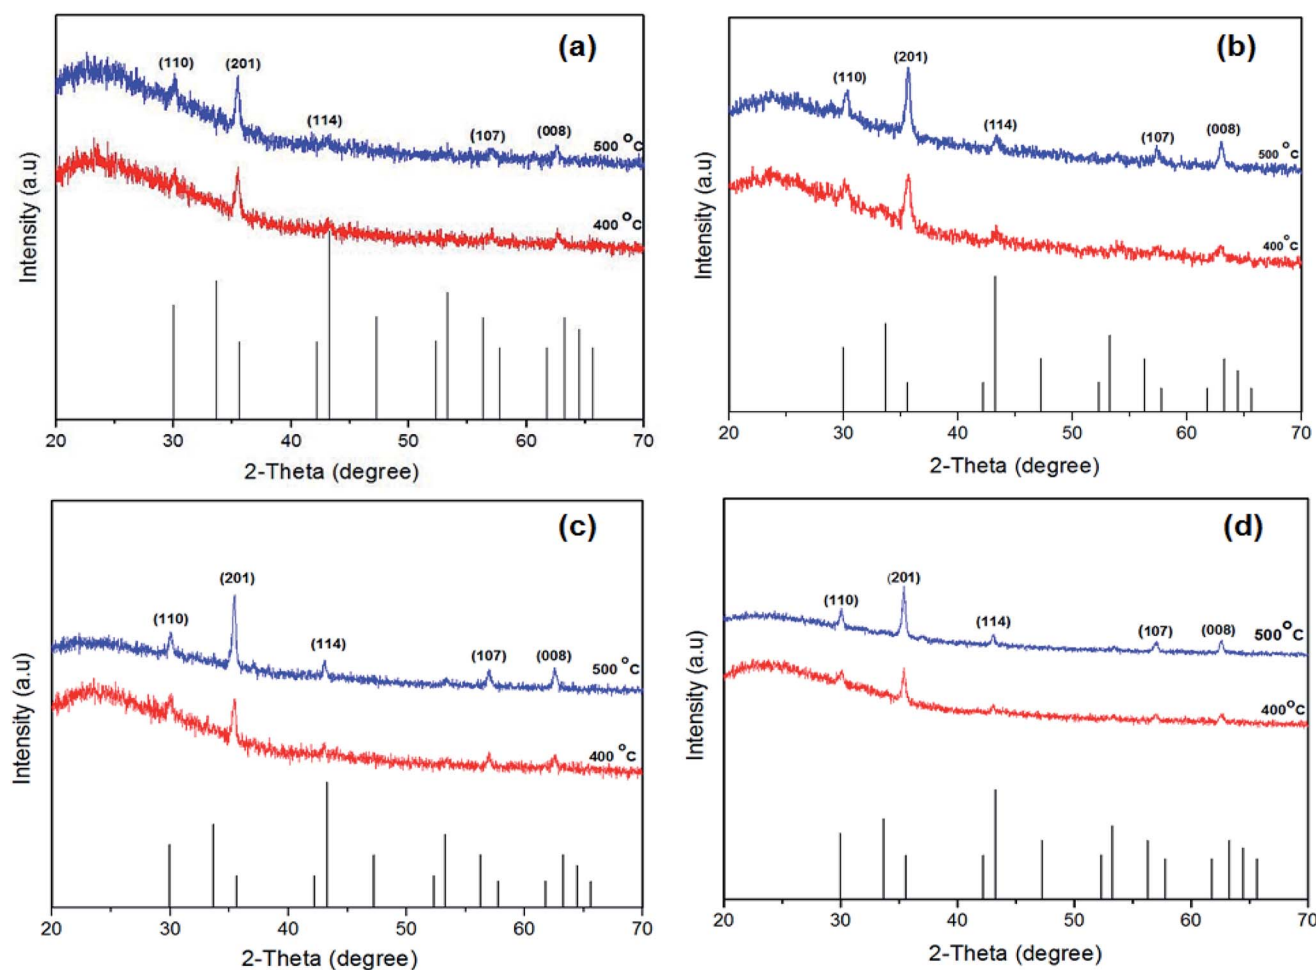 (a)
(110)
(201)
(114)
(107)
(008)
500 °C
400 °C
Intensity (a.u)
20 30 40 50 60 70
2-Theta (degree)
(b)
(110)
(201)
(114)
(107)
(008)
500 °C
400 °C
Intensity (a.u)
20 30 40 50 60 70
2-Theta (degree)
(c)
(110)
(201)
(114)
(107)
(008)
500 °C
400 °C
Intensity (a.u)
20 30 40 50 60 70
2-Theta (degree)
(d)
(110)
(201)
(114)
(107)
(008)
500°C
400°C
Intensity (a.u)
20 30 40 50 60 70
2-Theta (degree)